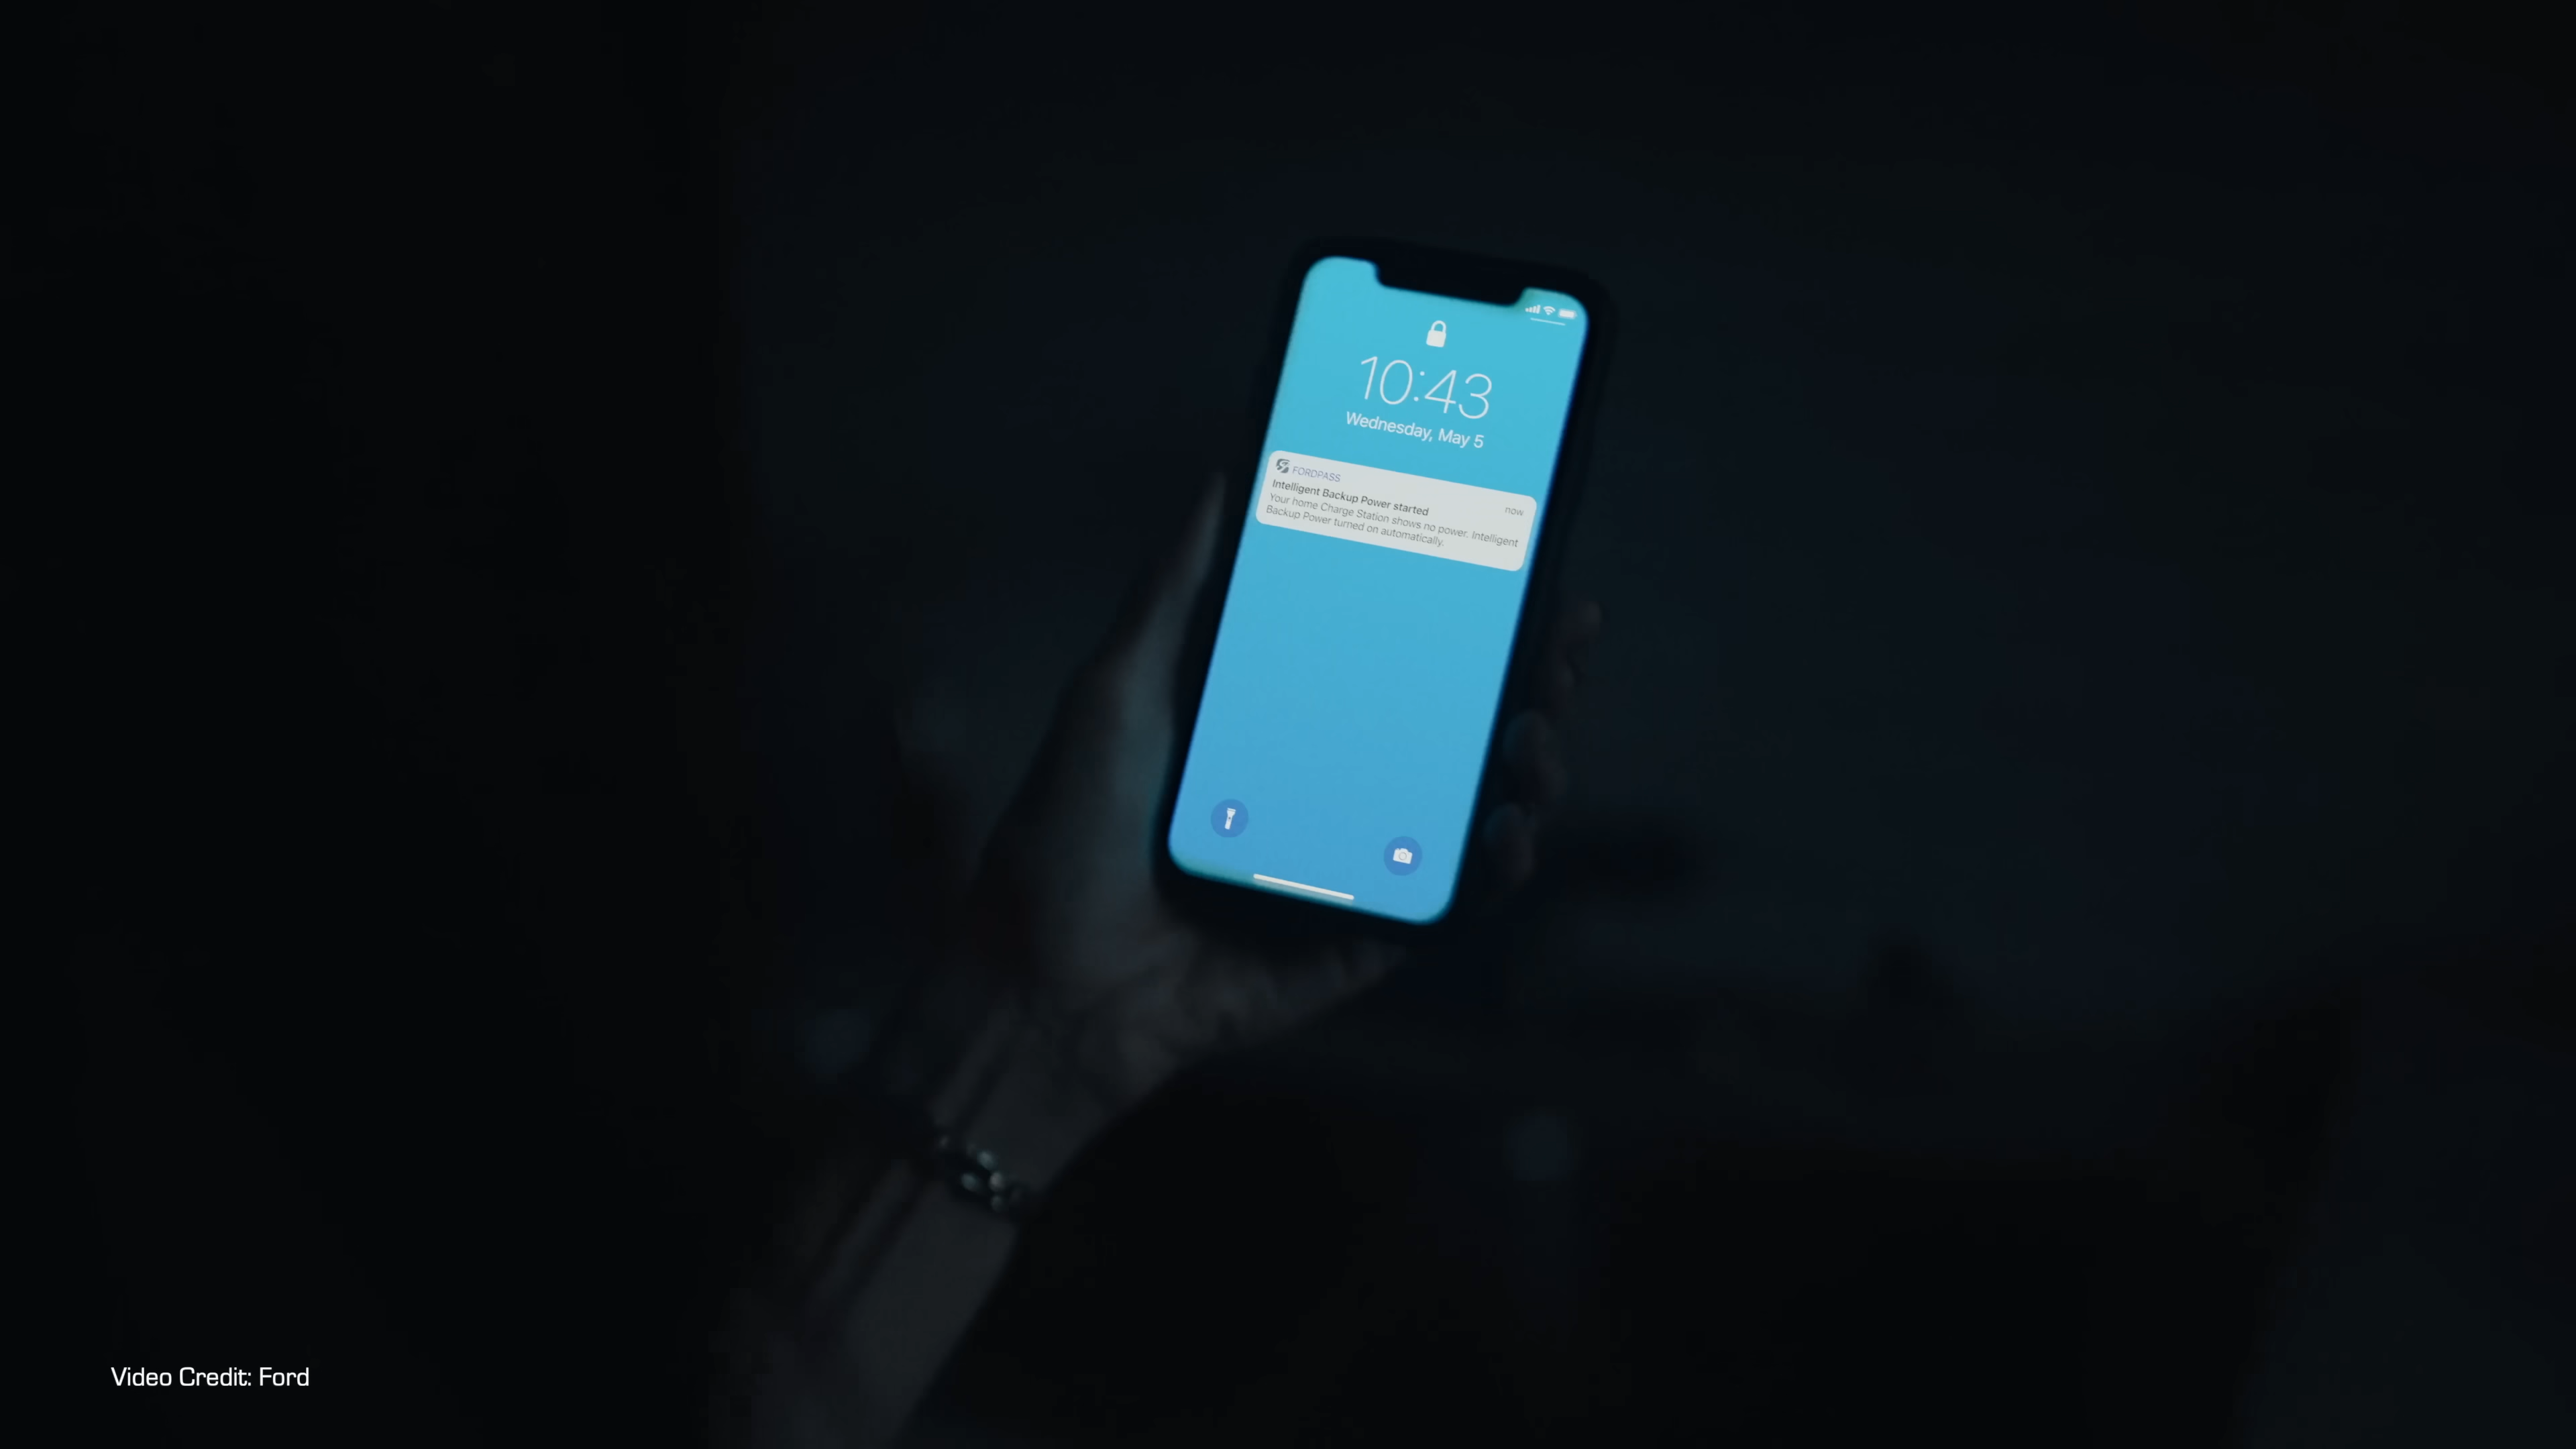 10:43
Wednesday, May 5
FORDPASS
now
Intelligent Backup Power started
Your home Charge Station shows no power. Intelligent
Backup Power turned on automatically.
Video Credit: Ford